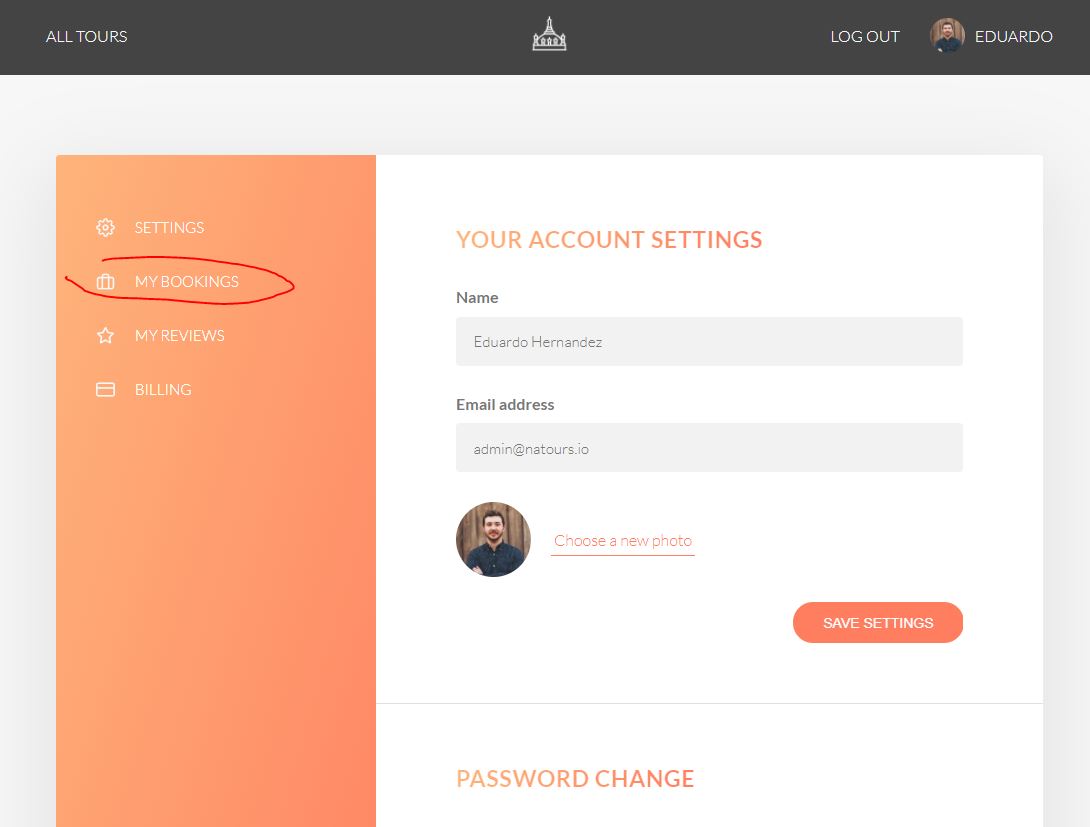 ALL TOURS
LOG OUT
EDUARDO
SETTINGS
MY BOOKINGS
MY REVIEWS
BILLING
YOUR ACCOUNT SETTINGS
Name
Eduardo Hernandez
Email address
admin@natours.io
Choose a new photo
SAVE SETTINGS
PASSWORD CHANGE